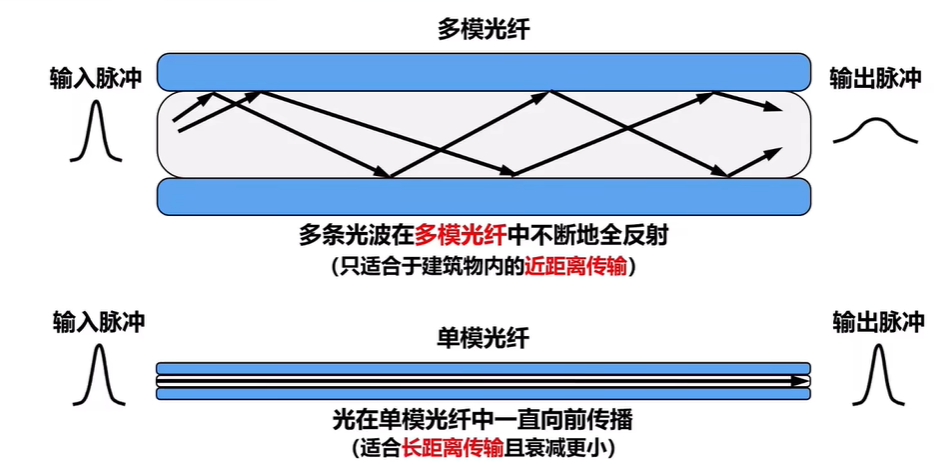 多模光纤
输入脉冲
输出脉冲
多条光波在多模光纤中不断地全反射
（只适合于建筑物内的近距离传输）
输入脉冲
单模光纤
输出脉冲
光在单模光纤中一直向前传播
（适合长距离传输且衰减更小）